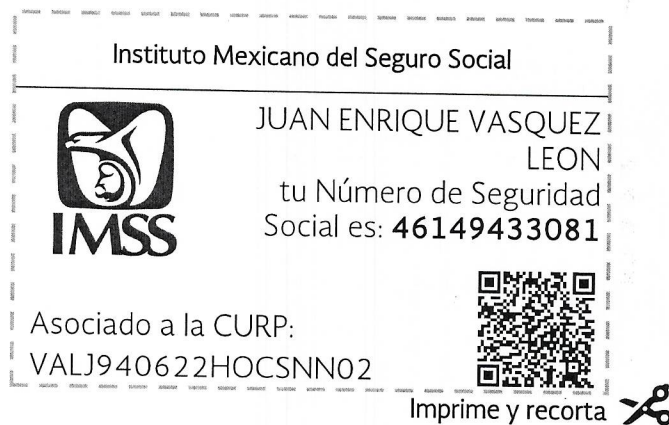 Instituto Mexicano del Seguro Social
JUAN ENRIQUE VASQUEZ
LEON
tu Número de Seguridad
Social es: 46149433081
IMSS
Asociado a la CURP:
VALJ940622HOCSNN02
Imprime y recorta